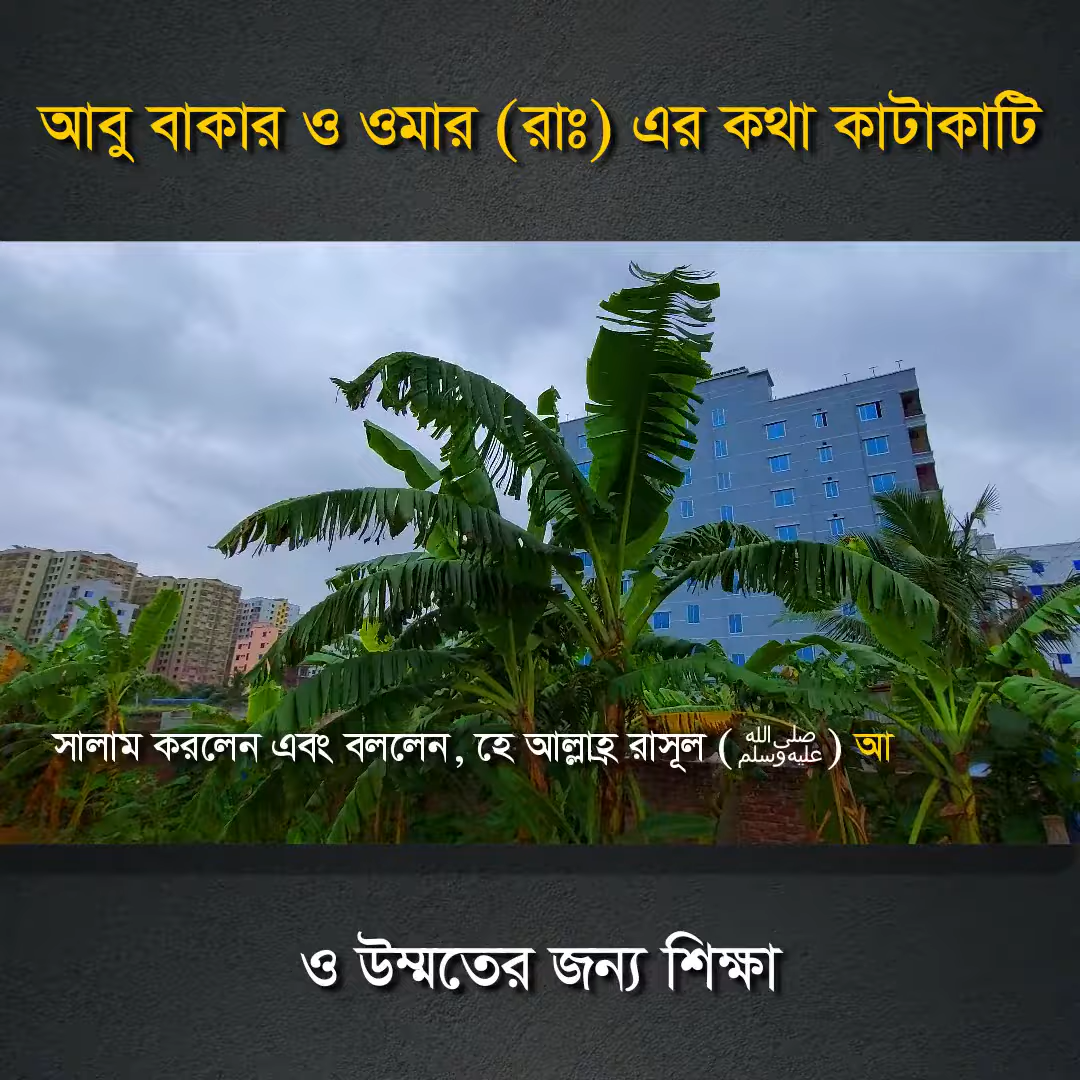 আবু বাকার ও ওমার (রাঃ) এর কথা কাটাকাটি
সালাম করলেন এবং বললেন, হে আল্লাহ্র রাসূল (ﷺ) আ
ও উম্মতের জন্য শিক্ষা